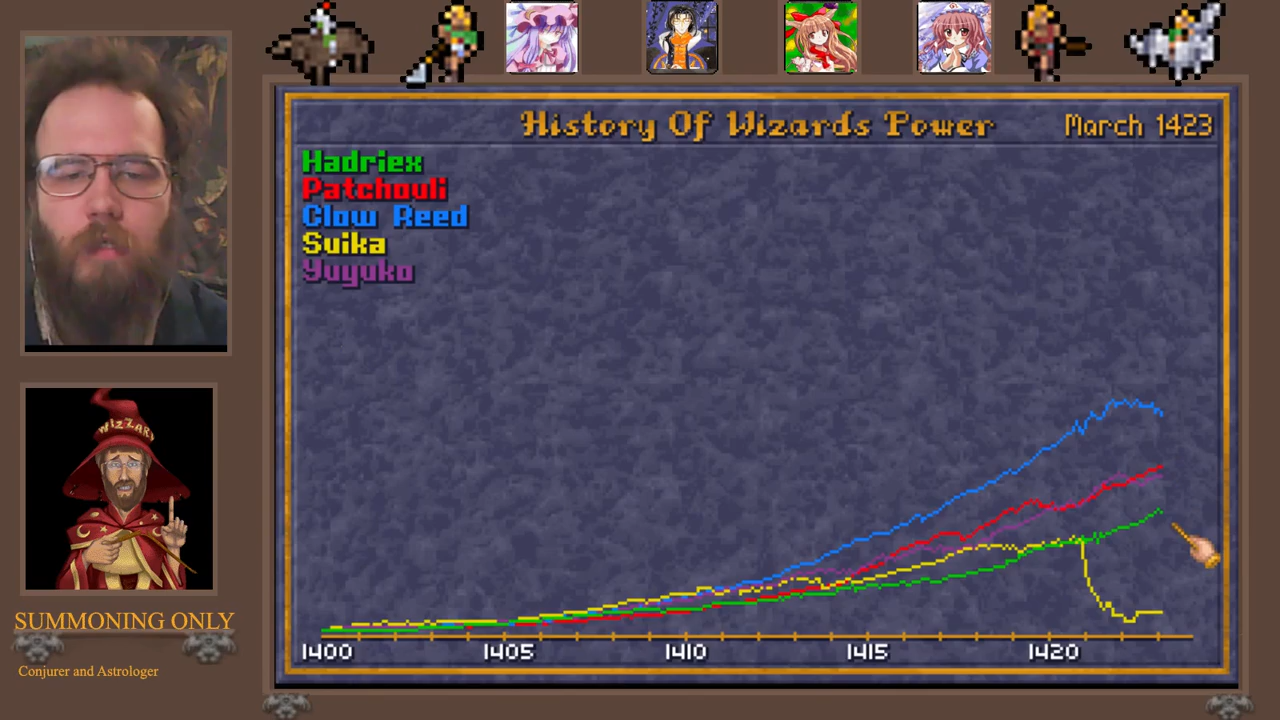 History Of Wizards Power
March 1423
Hadriex
Patchouli
Clow Reed
Suika
Yuyuko
1400 1405 1410 1415 1420
WIZZARD
SUMMONING ONLY
Conjurer and Astrologer